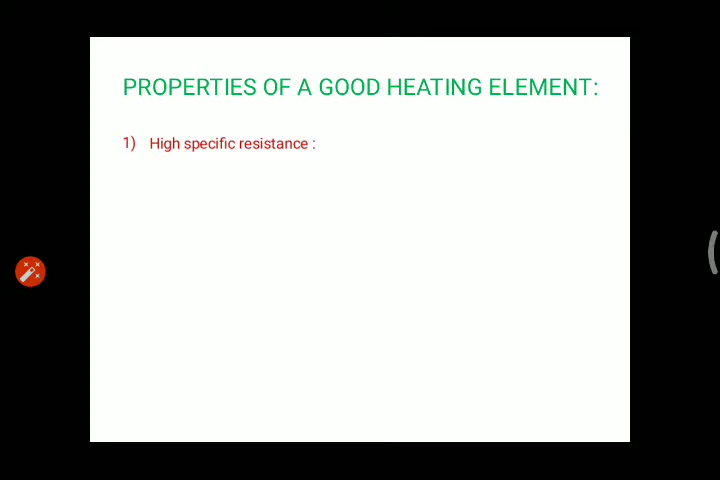 PROPERTIES OF A GOOD HEATING ELEMENT:
1) High specific resistance :